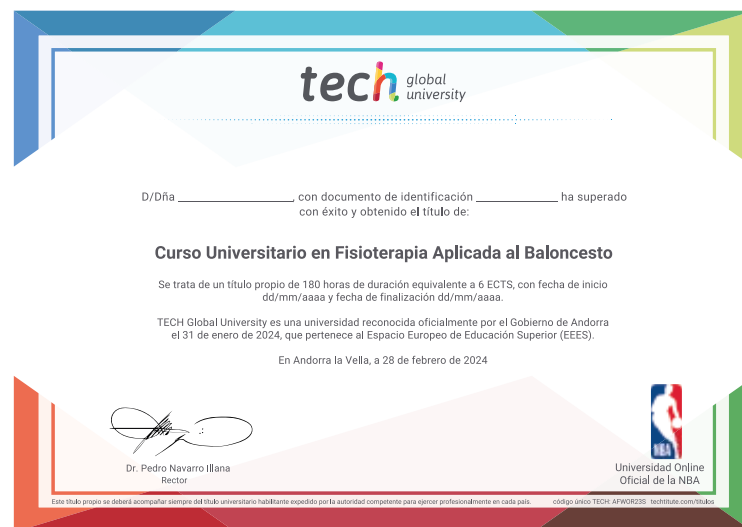 tech global university
D/Dña ____________________, con documento de identificación ______________ ha superado
con éxito y obtenido el título de:
Curso Universitario en Fisioterapia Aplicada al Baloncesto
Se trata de un título propio de 180 horas de duración equivalente a 6 ECTS, con fecha de inicio
dd/mm/aaaa y fecha de finalización dd/mm/aaaa.
TECH Global University es una universidad reconocida oficialmente por el Gobierno de Andorra
el 31 de enero de 2024, que pertenece al Espacio Europeo de Educación Superior (EEES).
En Andorra la Vella, a 28 de febrero de 2024
Dr. Pedro Navarro Illana
Rector
NBA
Universidad Online
Oficial de la NBA
Este título propio se deberá acompañar siempre del título universitario habilitante expedido por la autoridad competente para ejercer profesionalmente en cada país. código único TECH: AFWOR23S techtitute.com/titulos